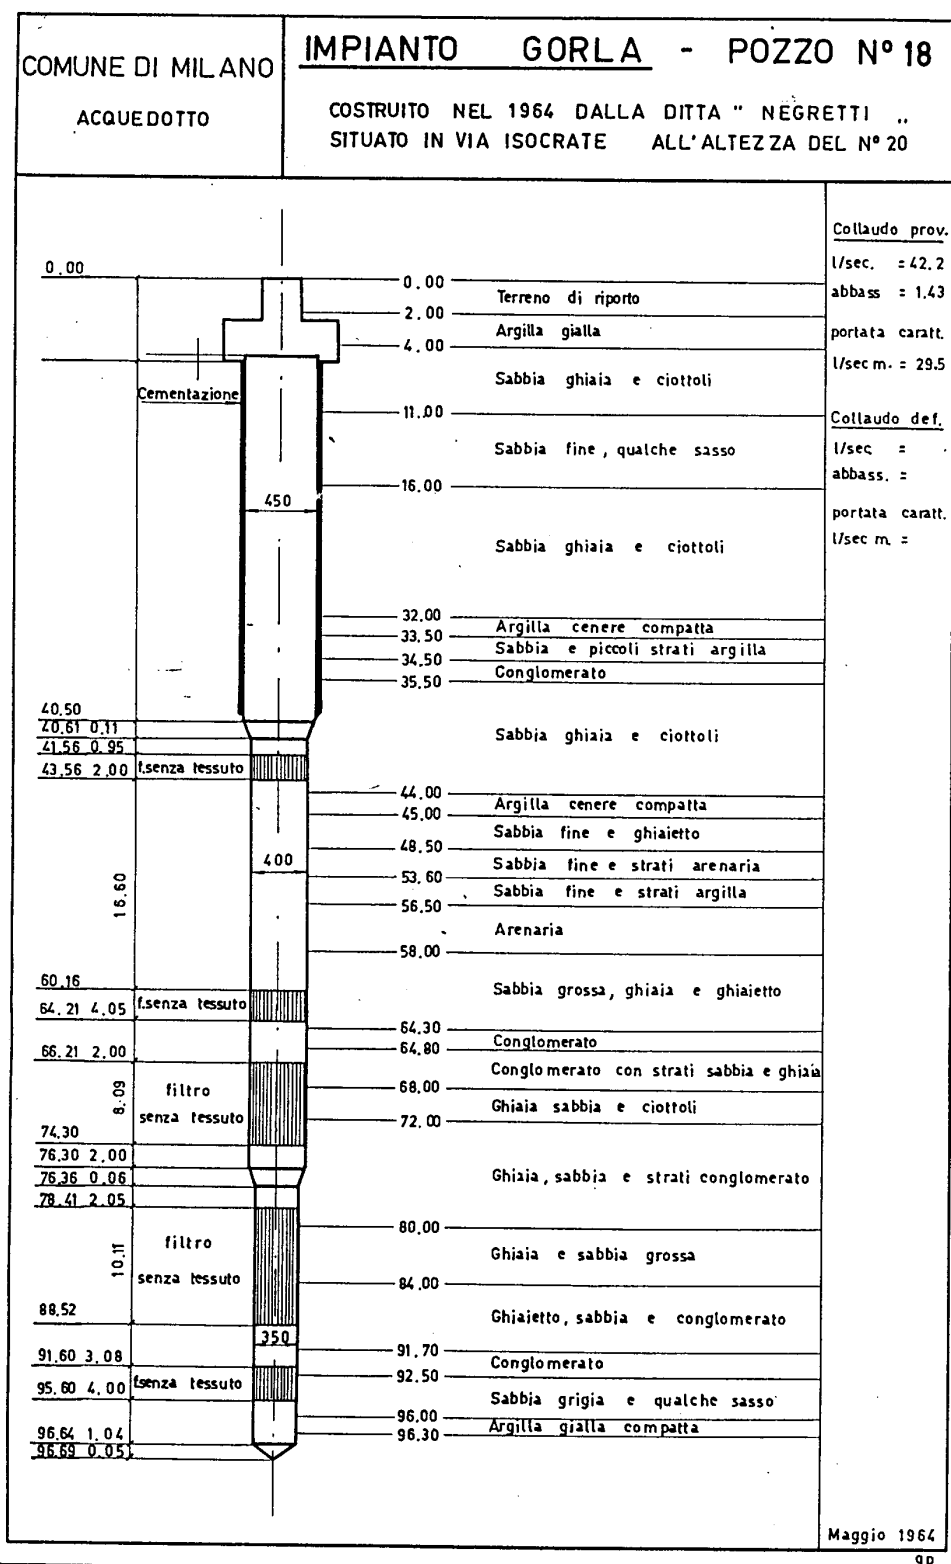 COMUNE DI MILANO
ACQUEDOTTO
IMPIANTO GORLA - POZZO N° 18
COSTRUITO NEL 1964 DALLA DITTA " NEGRETTI „
SITUATO IN VIA ISOCRATE ALL'ALTEZZA DEL N° 20
Collaudo prov.
l/sec. = 42.2
abbass = 1,43
portata caratt.
l/sec m. = 29.5
Collaudo def.
l/sec =
abbass. =
portata caratt.
l/sec m. =
0.00
Cementazione
450
40,50
40,61 0,11
41,56 0,95
43,56 2,00 f.senza tessuto
400
16,60
60,16
64,21 4,05 f.senza tessuto
66,21 2,00
8,09
filtro
senza tessuto
74,30
76,30 2,00
76,36 0,06
78,41 2,05
10,11
filtro
senza tessuto
88,52
350
91,60 3,08
95,60 4,00 f.senza tessuto
96,64 1,04
96,69 0,05
0.00
Terreno di riporto
2.00
Argilla gialla
4,00
Sabbia ghiaia e ciottoli
11,00
Sabbia fine, qualche sasso
16,00
Sabbia ghiaia e ciottoli
32,00
Argilla cenere compatta
33,50
Sabbia e piccoli strati argilla
34,50
Conglomerato
35,50
Sabbia ghiaia e ciottoli
44,00
Argilla cenere compatta
45,00
Sabbia fine e ghiaietto
48,50
Sabbia fine e strati arenaria
53,60
Sabbia fine e strati argilla
56,50
Arenaria
58,00
Sabbia grossa, ghiaia e ghiaietto
64,30
Conglomerato
64,80
Conglomerato con strati sabbia e ghiaia
68,00
Ghiaia sabbia e ciottoli
72,00
Ghiaia, sabbia e strati conglomerato
80,00
Ghiaia e sabbia grossa
84,00
Ghiaietto, sabbia e conglomerato
91,70
Conglomerato
92,50
Sabbia grigia e qualche sasso
96,00
Argilla gialla compatta
96,30
Maggio 1964